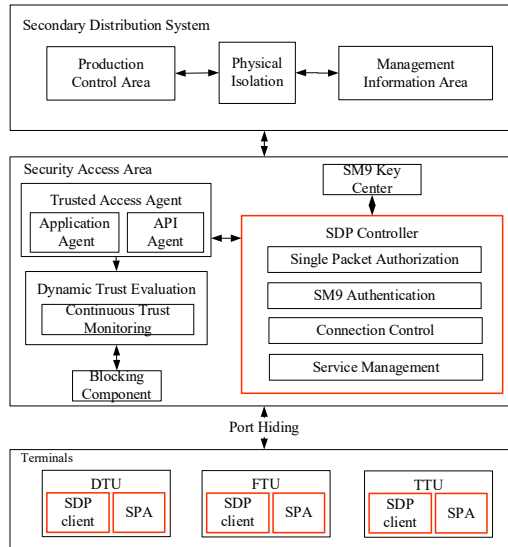 Secondary Distribution System
Production
Control Area
Physical
Isolation
Management
Information Area
Security Access Area
SM9 Key
Center
Trusted Access Agent
Application
Agent
API
Agent
SDP Controller
Single Packet Authorization
SM9 Authentication
Connection Control
Service Management
Dynamic Trust Evaluation
Continuous Trust
Monitoring
Blocking
Component
Port Hiding
Terminals
DTU
SDP
client
SPA
FTU
SDP
client
SPA
TTU
SDP
client
SPA